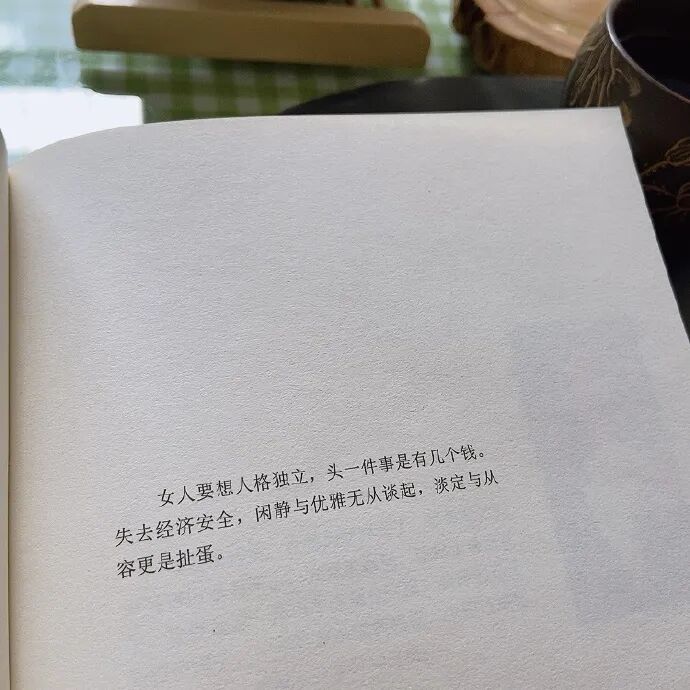 女人要想人格独立，头一件事是有几个钱。
失去经济安全，闲静与优雅无从谈起，淡定与从
容更是扯蛋。